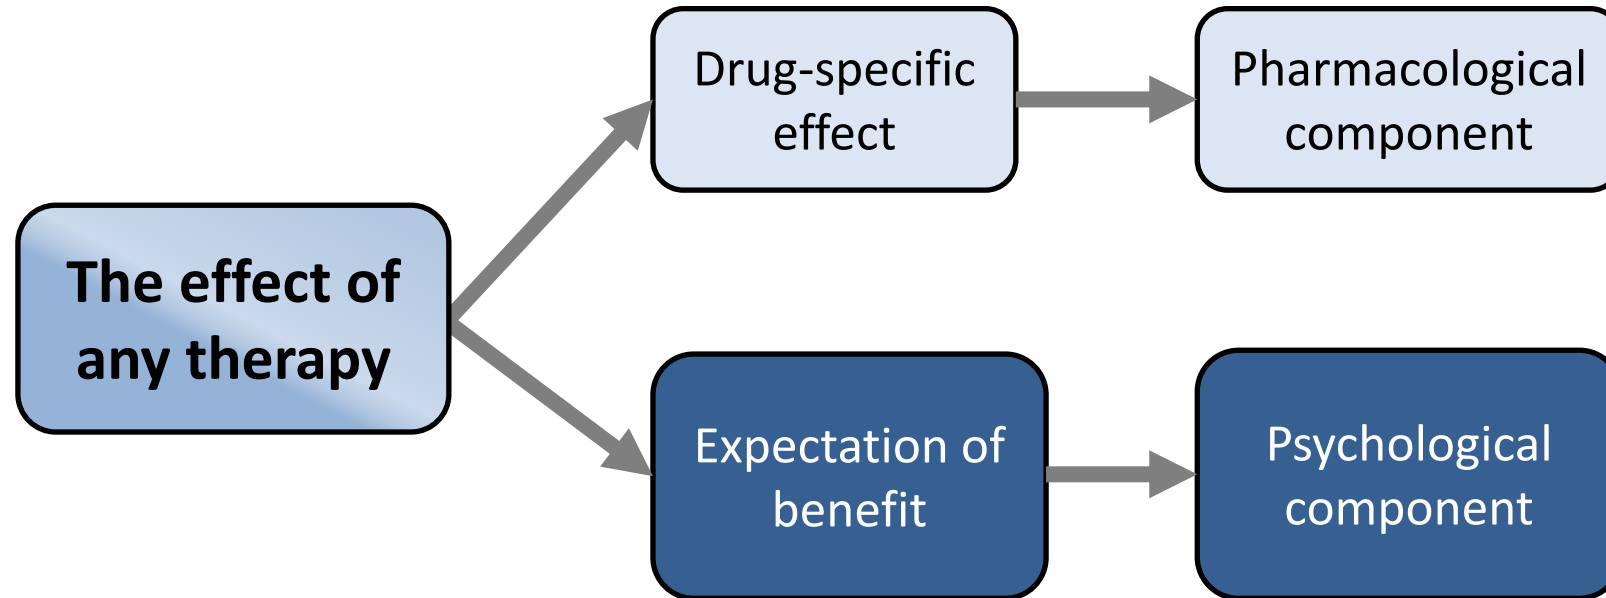 The effect of
any therapy
Drug-specific
effect
Pharmacological
component
Expectation of
benefit
Psychological
component